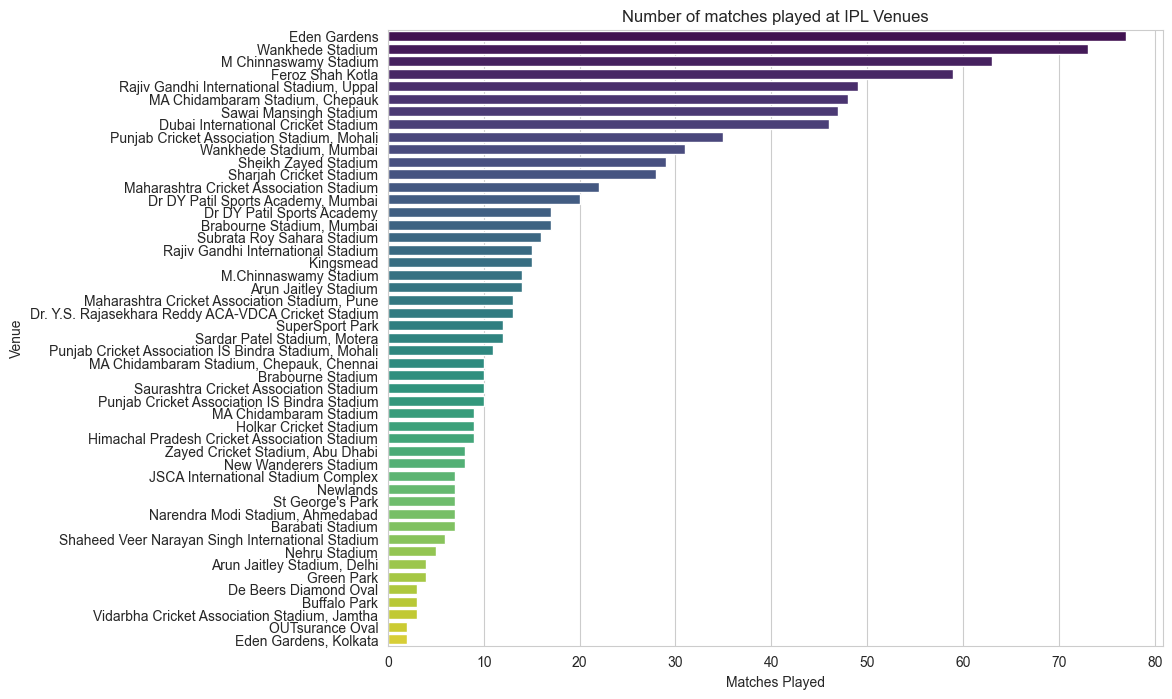 Number of matches played at IPL Venues
Eden Gardens
Wankhede Stadium
M Chinnaswamy Stadium
Feroz Shah Kotla
Rajiv Gandhi International Stadium, Uppal
MA Chidambaram Stadium, Chepauk
Sawai Mansingh Stadium
Dubai International Cricket Stadium
Punjab Cricket Association Stadium, Mohali
Wankhede Stadium, Mumbai
Sheikh Zayed Stadium
Sharjah Cricket Stadium
Maharashtra Cricket Association Stadium
Dr DY Patil Sports Academy, Mumbai
Dr DY Patil Sports Academy
Brabourne Stadium, Mumbai
Subrata Roy Sahara Stadium
Rajiv Gandhi International Stadium
Kingsmead
M.Chinnaswamy Stadium
Arun Jaitley Stadium
Maharashtra Cricket Association Stadium, Pune
Dr. Y.S. Rajasekhara Reddy ACA-VDCA Cricket Stadium
SuperSport Park
Sardar Patel Stadium, Motera
Punjab Cricket Association IS Bindra Stadium, Mohali
MA Chidambaram Stadium, Chepauk, Chennai
Brabourne Stadium
Saurashtra Cricket Association Stadium
Punjab Cricket Association IS Bindra Stadium
MA Chidambaram Stadium
Holkar Cricket Stadium
Himachal Pradesh Cricket Association Stadium
Zayed Cricket Stadium, Abu Dhabi
New Wanderers Stadium
JSCA International Stadium Complex
Newlands
St George's Park
Narendra Modi Stadium, Ahmedabad
Barabati Stadium
Shaheed Veer Narayan Singh International Stadium
Nehru Stadium
Arun Jaitley Stadium, Delhi
Green Park
De Beers Diamond Oval
Buffalo Park
Vidarbha Cricket Association Stadium, Jamtha
OUTsurance Oval
Eden Gardens, Kolkata
Venue
0 10 20 30 40 50 60 70 80
Matches Played